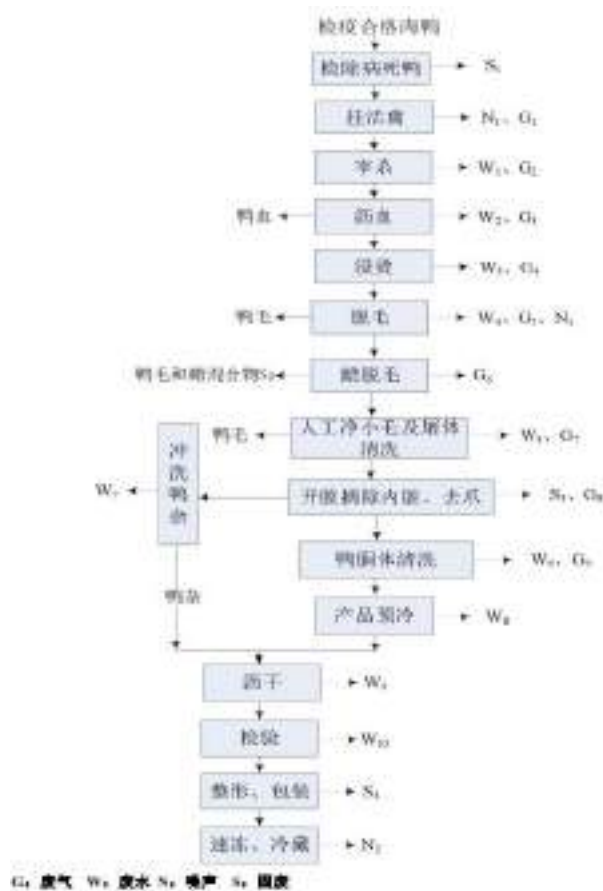 检疫合格肉鸭
检除病死鸭
S₁
挂活禽
N₁、G₁
宰杀
W₁、G₂
鸭血
沥血
W₂、G₃
浸烫
W₃、G₄
鸭毛
脱毛
W₄、G₅、N₂
鸭毛和蜡混合物S₂
蜡脱毛
G₆
鸭毛
人工净小毛及屠体
清洗
W₅、G₇
冲洗鸭杂
W₇
开膛摘除内脏、去爪
S₃、G₈
鸭胴体清洗
W₆、G₉
鸭杂
产品预冷
W₈
沥干
W₉
检验
W₁₀
整形、包装
S₄
速冻、冷藏
N₃
G：废气 W：废水 N：噪声 S：固废